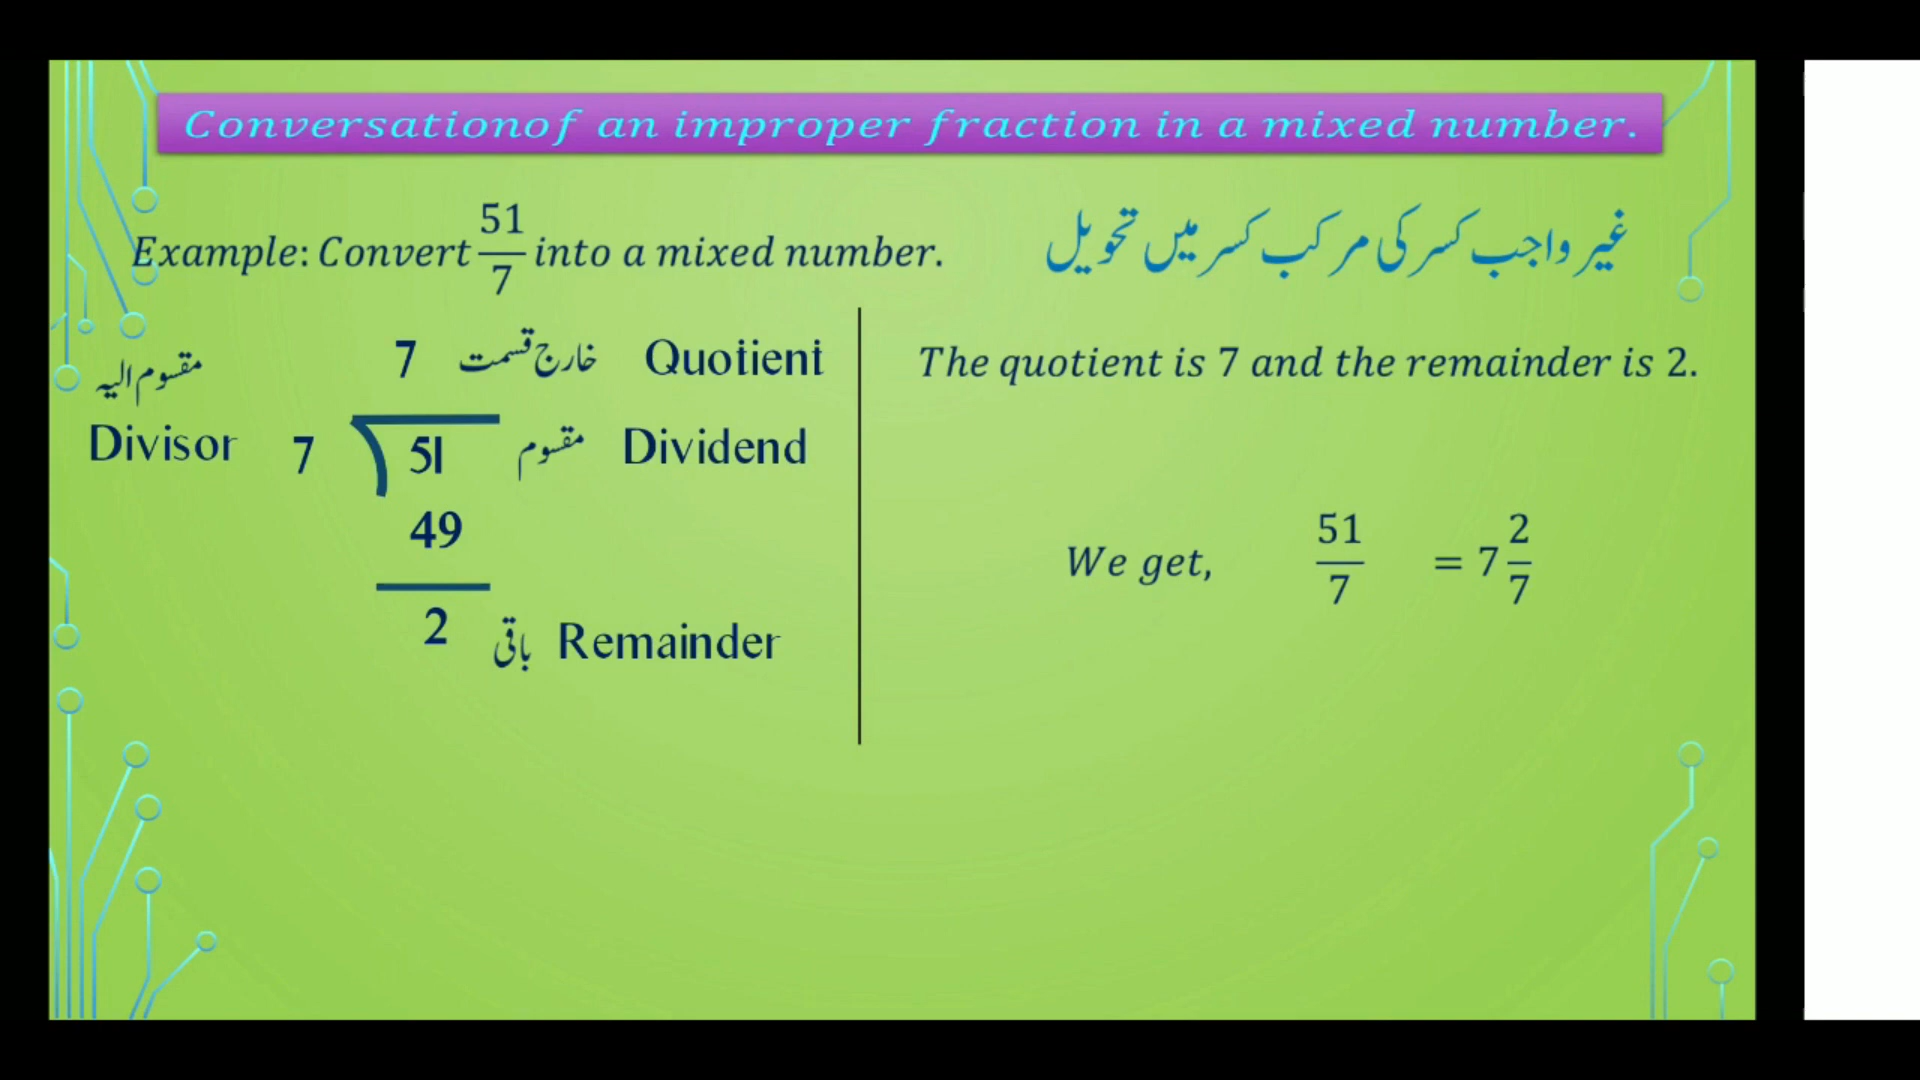 Conversationof an improper fraction in a mixed number.
Example: Convert 51/7 into a mixed number.
غیر واجب کسر کی مرکب کسر میں تحویل
7 خارج قسمت Quotient
مقسوم الیہ
Divisor 7 51 مقسوم Dividend
49
2 باقی Remainder
The quotient is 7 and the remainder is 2.
We get, 51/7 = 7 2/7